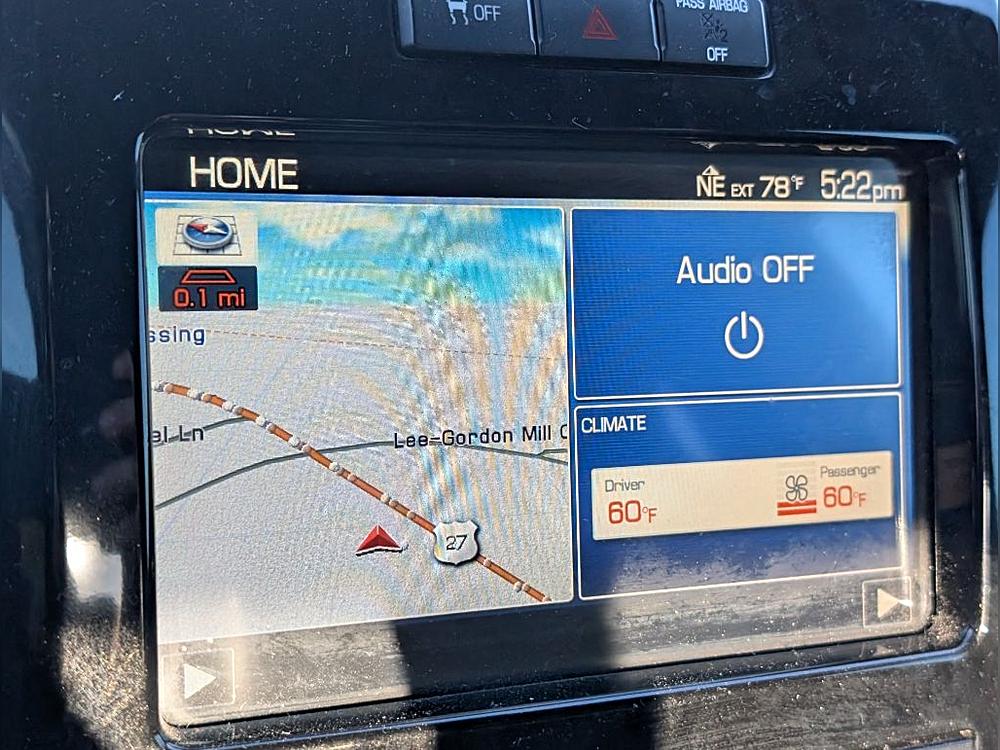 OFF
PASS AIRBAG
OFF
HOME
NE EXT 78°F 5:22pm
0.1 mi
ssing
Audio OFF
el Ln
Lee-Gordon Mill
CLIMATE
Driver
60°F
Passenger
60°F
27